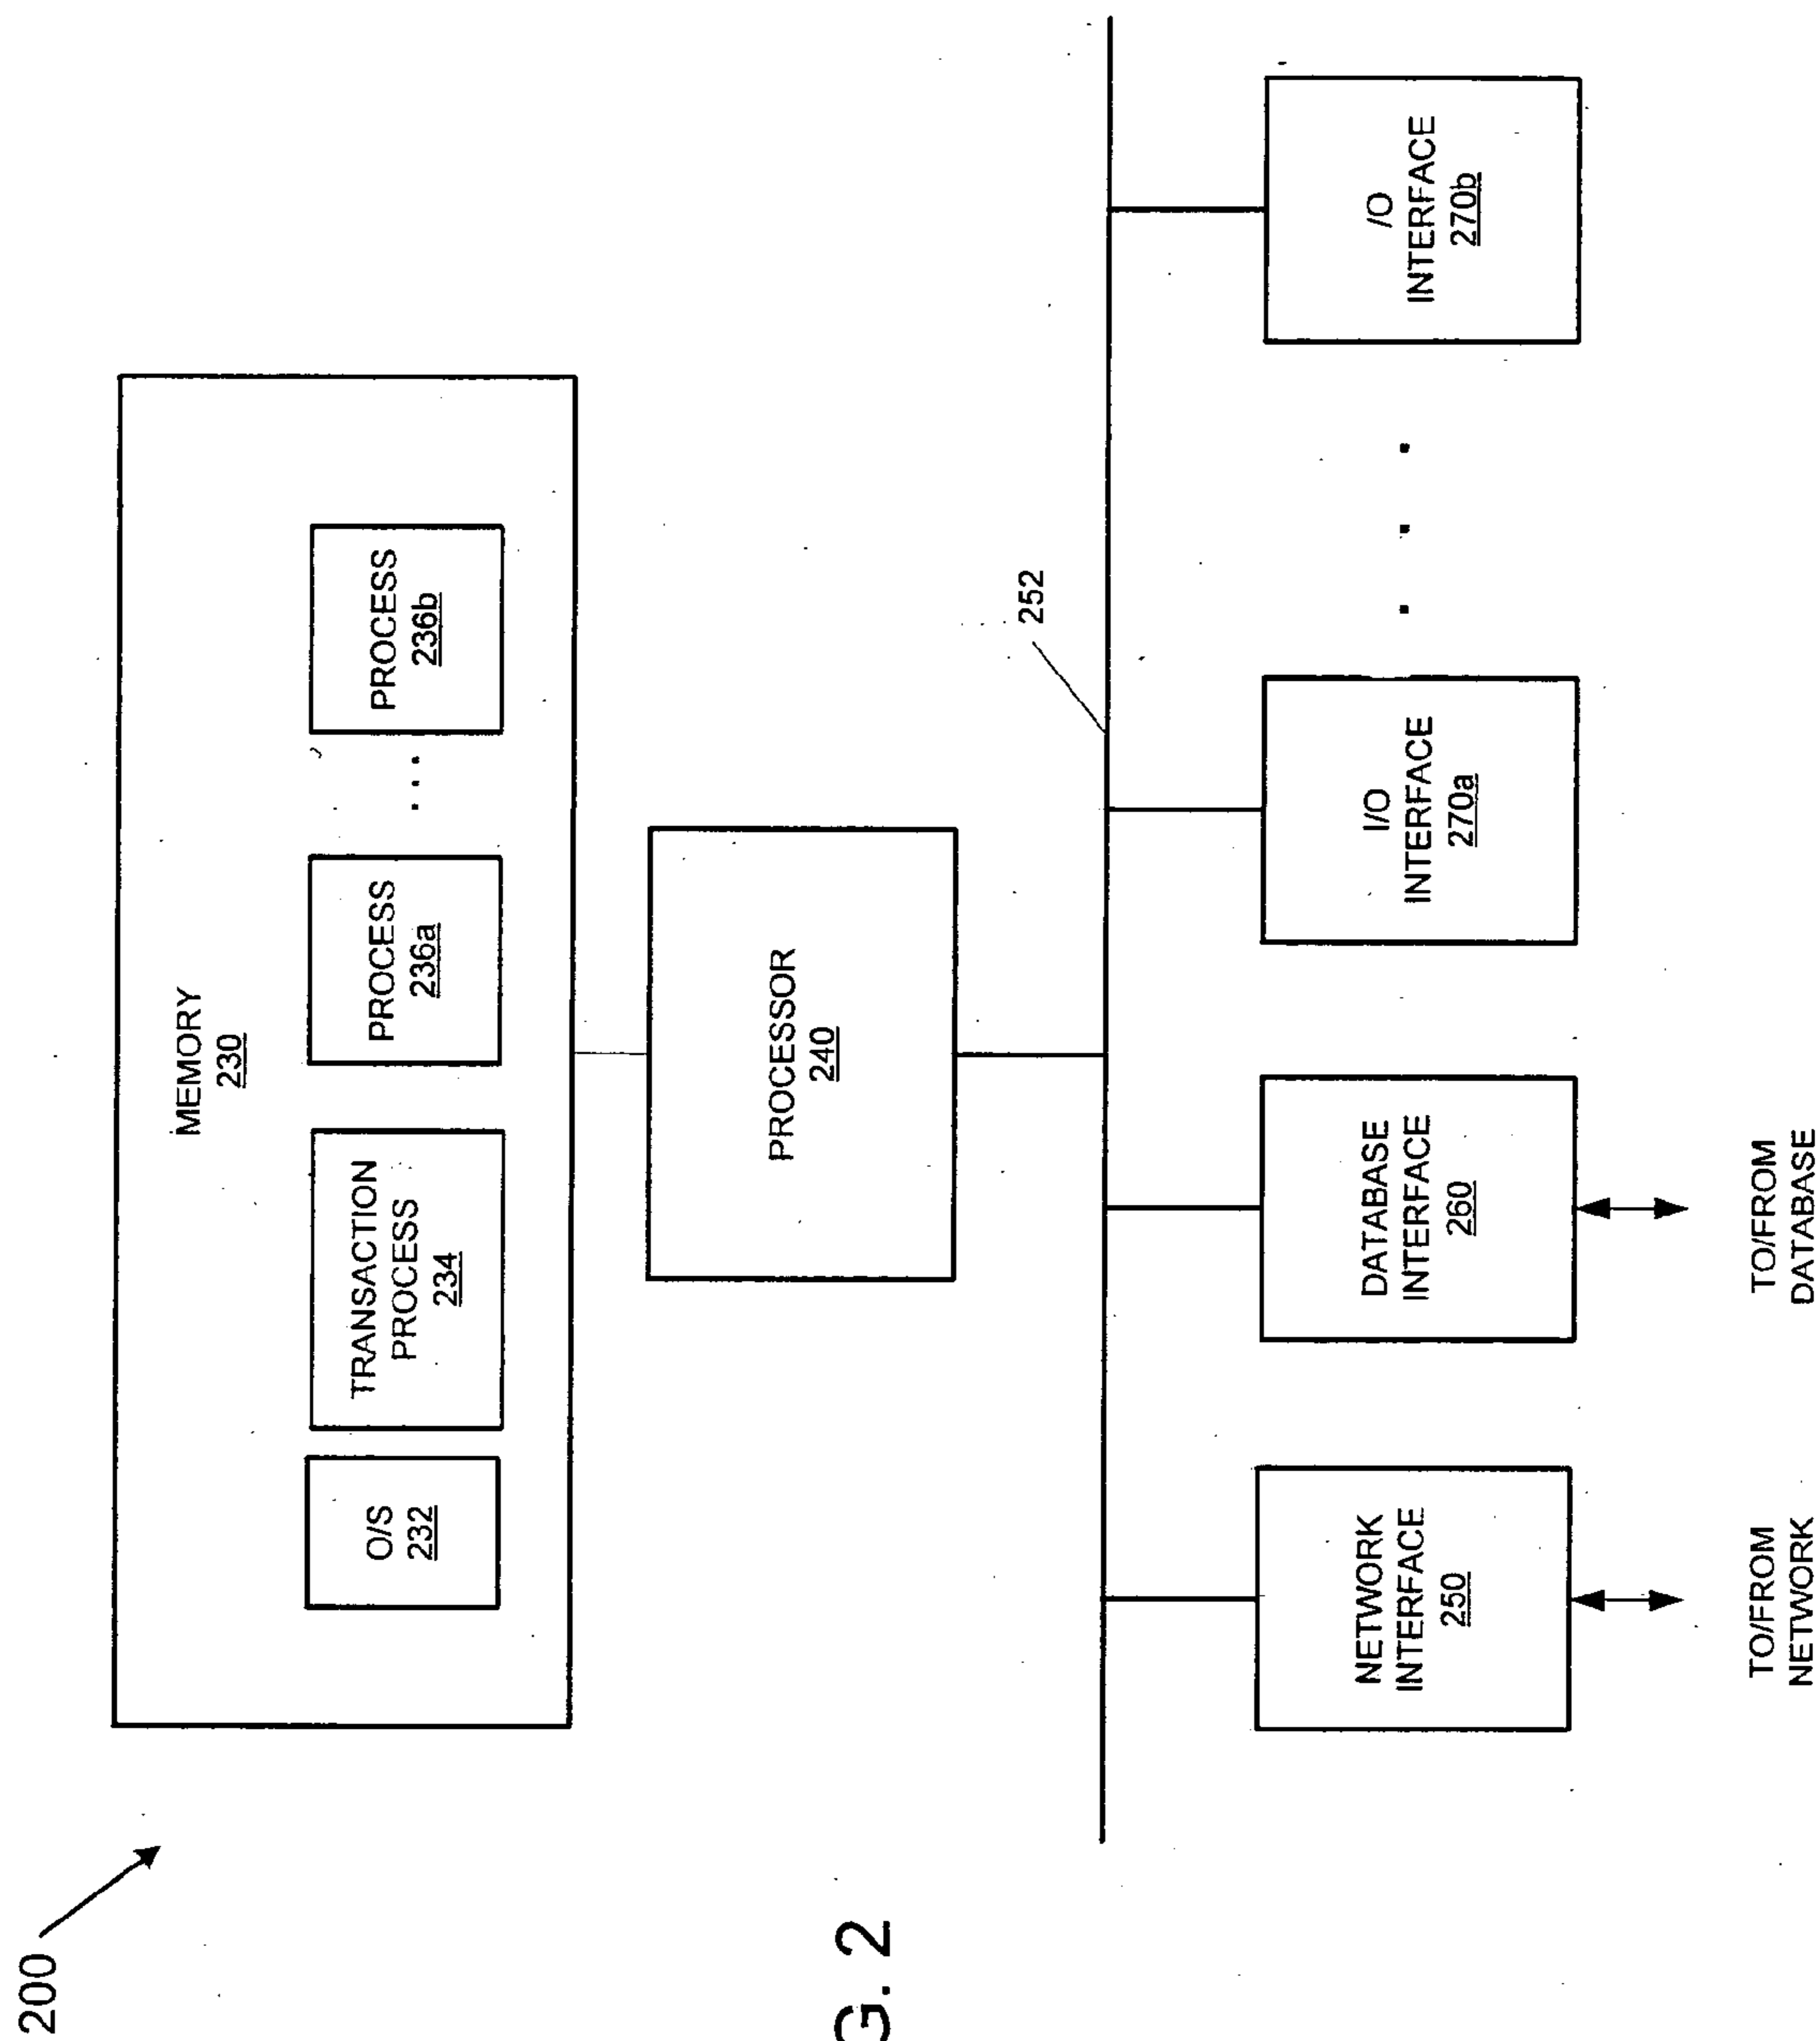 200
MEMORY
230
O/S
232
TRANSACTION
PROCESS
234
PROCESS
236a
. . .
PROCESS
236b
PROCESSOR
240
252
NETWORK
INTERFACE
250
DATABASE
INTERFACE
260
I/O
INTERFACE
270a
. . .
I/O
INTERFACE
270b
TO/FROM
NETWORK
TO/FROM
DATABASE
G. 2